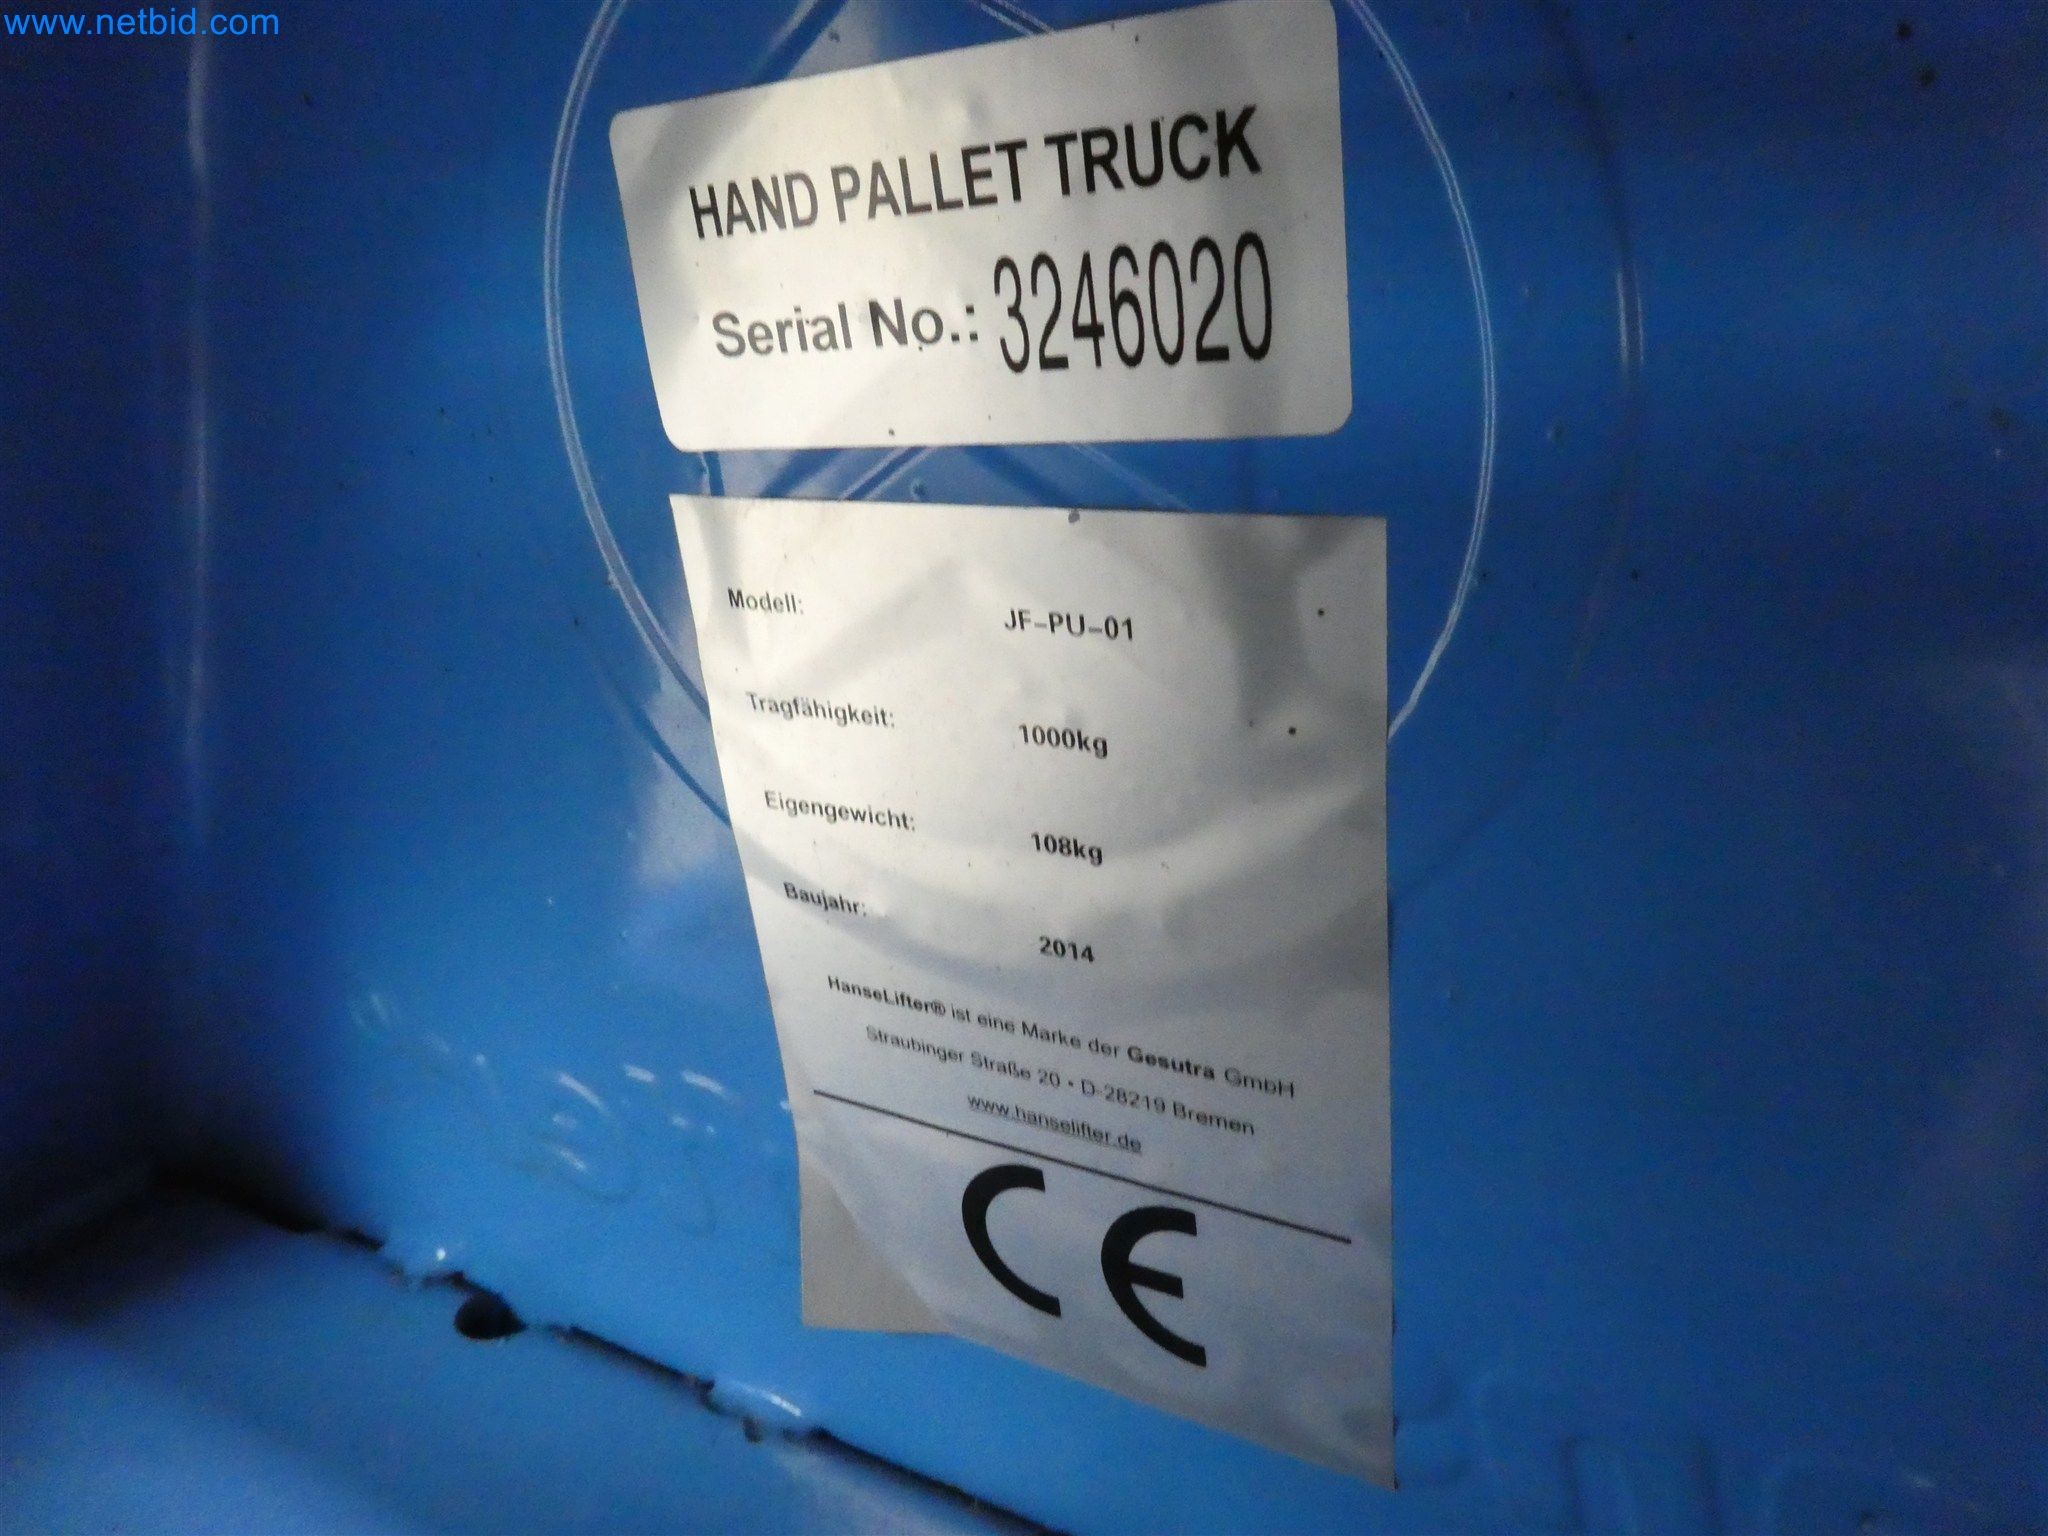 www.netbid.com
HAND PALLET TRUCK
Serial No.: 3246020
Modell: JF-PU-01
Tragfähigkeit: 1000kg
Eigengewicht: 108kg
Baujahr: 2014
HanseLifter® ist eine Marke der Gesutra GmbH
Straubinger Straße 20 • D-28219 Bremen
www.hanselifter.de
CE